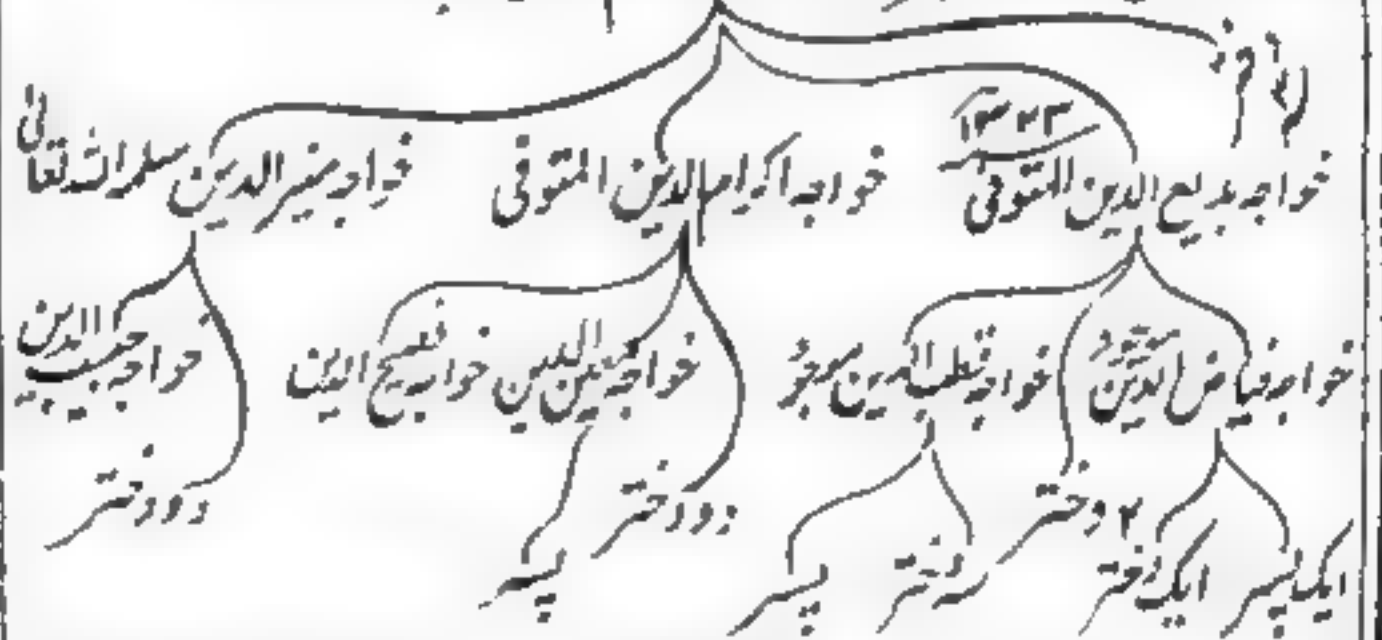 خواجہ بدیع الدین المتوفی خواجہ اکرام الدین المتوفی خواجہ منیر الدین سلمہ اللہ تعالی
خواجہ فیاض الدین خواجہ قطب الدین خواجہ معین الدین خواجہ فصیح الدین خواجہ حبیب الدین
۲ دختر دو دختر دو دختر
ایک پسر ایک دختر سہ دختر پسر پسر